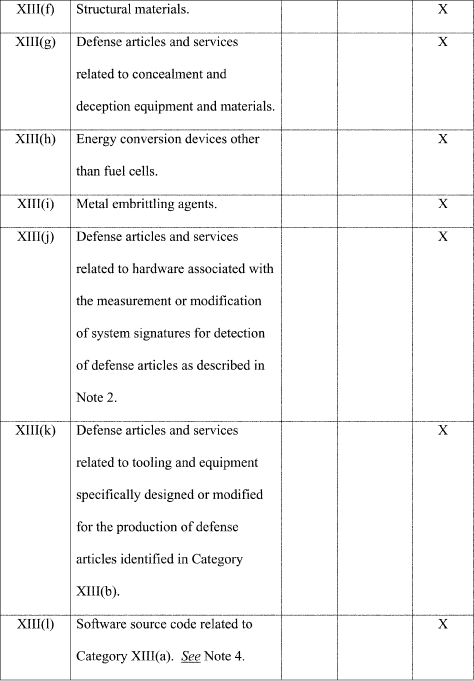 XIII(f) Structural materials. X
XIII(g) Defense articles and services X
related to concealment and
deception equipment and materials.
XIII(h) Energy conversion devices other X
than fuel cells.
XIII(i) Metal embrittling agents. X
XIII(j) Defense articles and services X
related to hardware associated with
the measurement or modification
of system signatures for detection
of defense articles as described in
Note 2.
XIII(k) Defense articles and services X
related to tooling and equipment
specifically designed or modified
for the production of defense
articles identified in Category
XIII(b).
XIII(l) Software source code related to X
Category XIII(a). See Note 4.